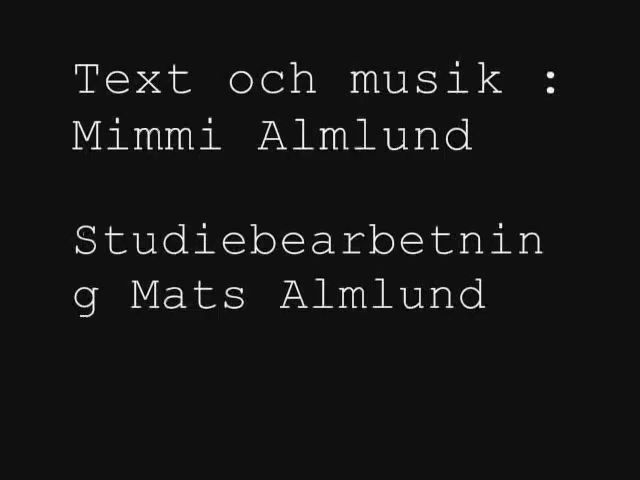 Text och musik :
Mimmi Almlund
Studiebearbetnin
g Mats Almlund